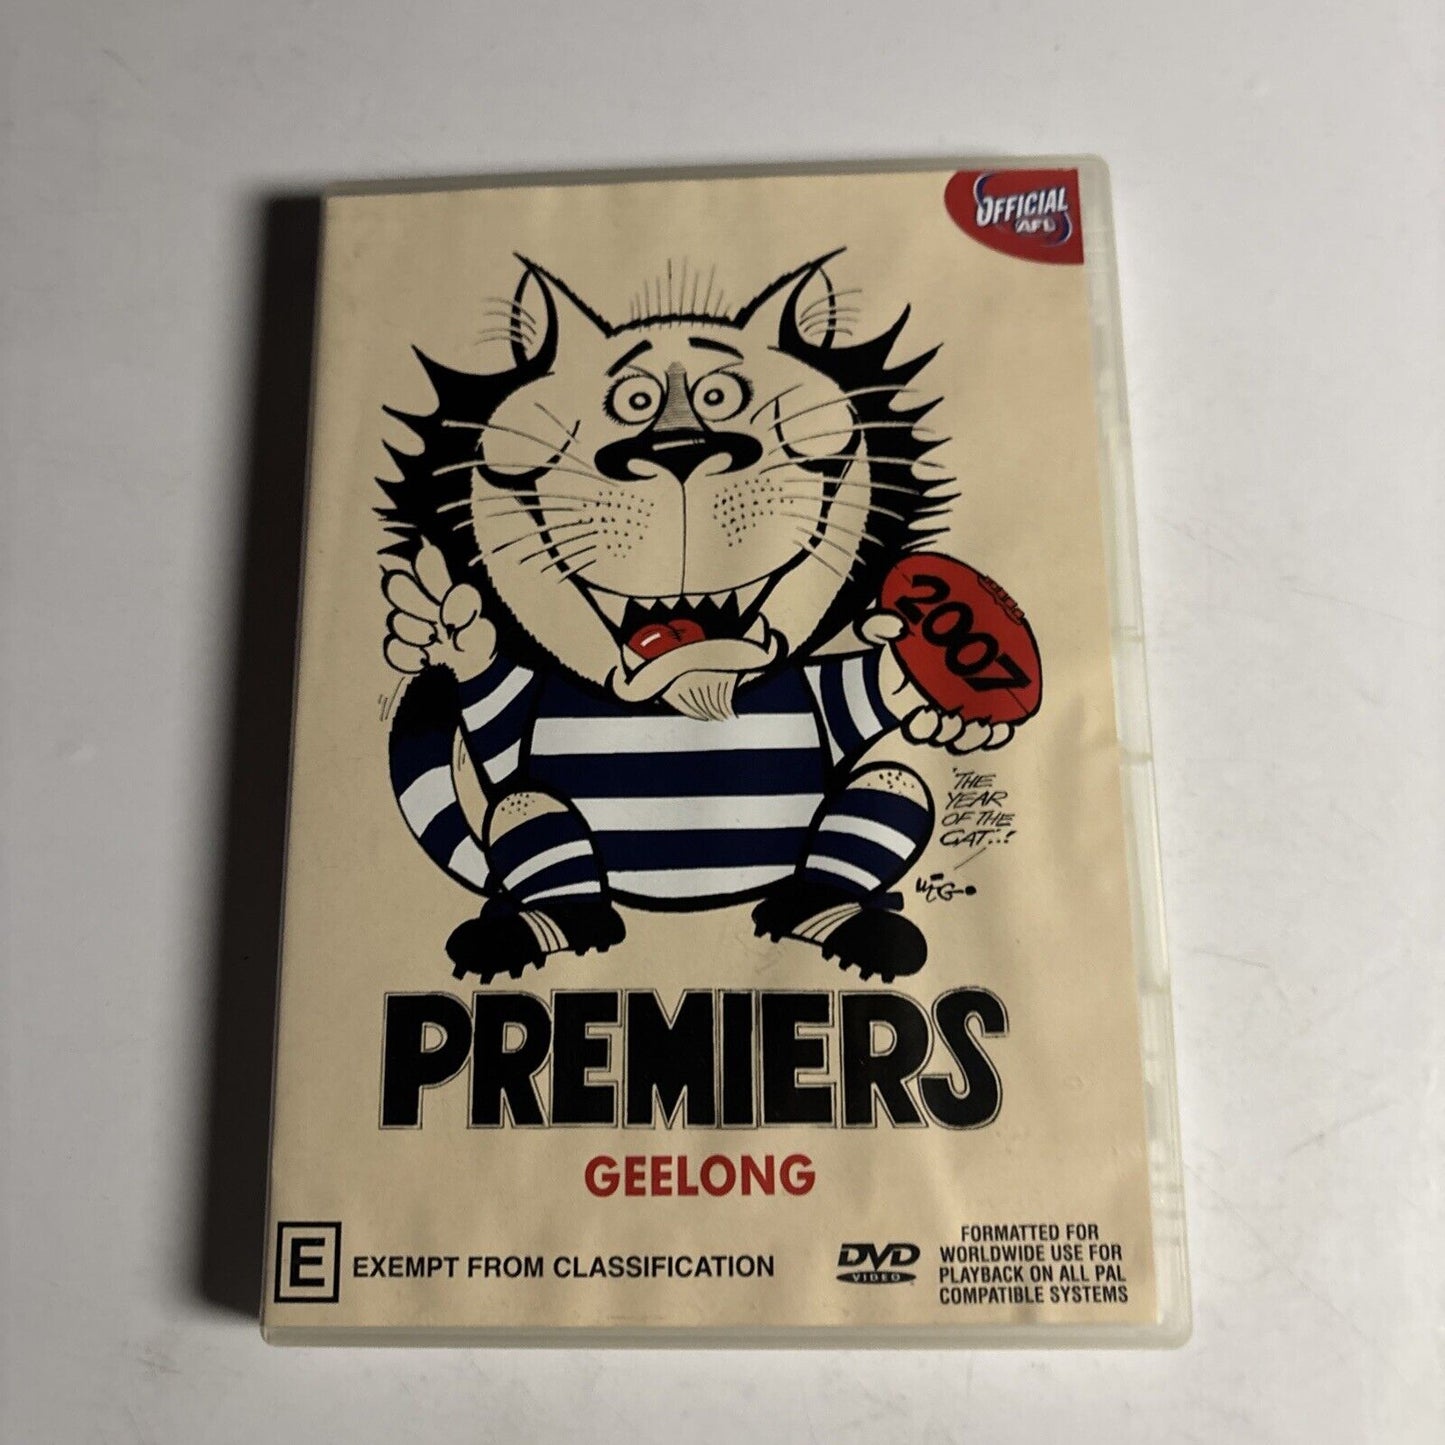 OFFICIAL
AFL
2007
'THE
YEAR
OF THE
CAT'..!
WEG
PREMIERS
GEELONG
E EXEMPT FROM CLASSIFICATION
DVD
VIDEO
FORMATTED FOR
WORLDWIDE USE FOR
PLAYBACK ON ALL PAL
COMPATIBLE SYSTEMS